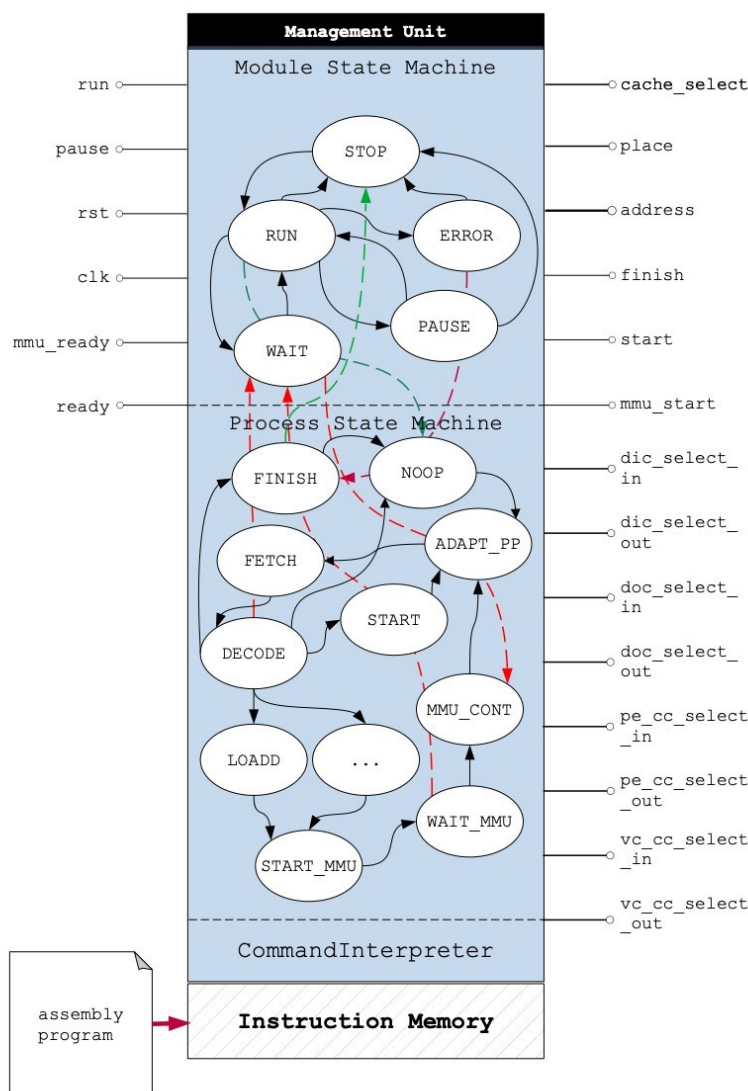 Management Unit
Module State Machine
run
pause
rst
clk
mmu_ready
ready
cache_select
place
address
finish
start
mmu_start
dic_select_
in
dic_select_
out
doc_select_
in
doc_select_
out
pe_cc_select
_in
pe_cc_select
_out
vc_cc_select
_in
vc_cc_select
_out
STOP
RUN
ERROR
PAUSE
WAIT
Process State Machine
FINISH
NOOP
FETCH
ADAPT_PP
START
DECODE
MMU_CONT
LOADD
...
WAIT_MMU
START_MMU
CommandInterpreter
assembly
program
Instruction Memory